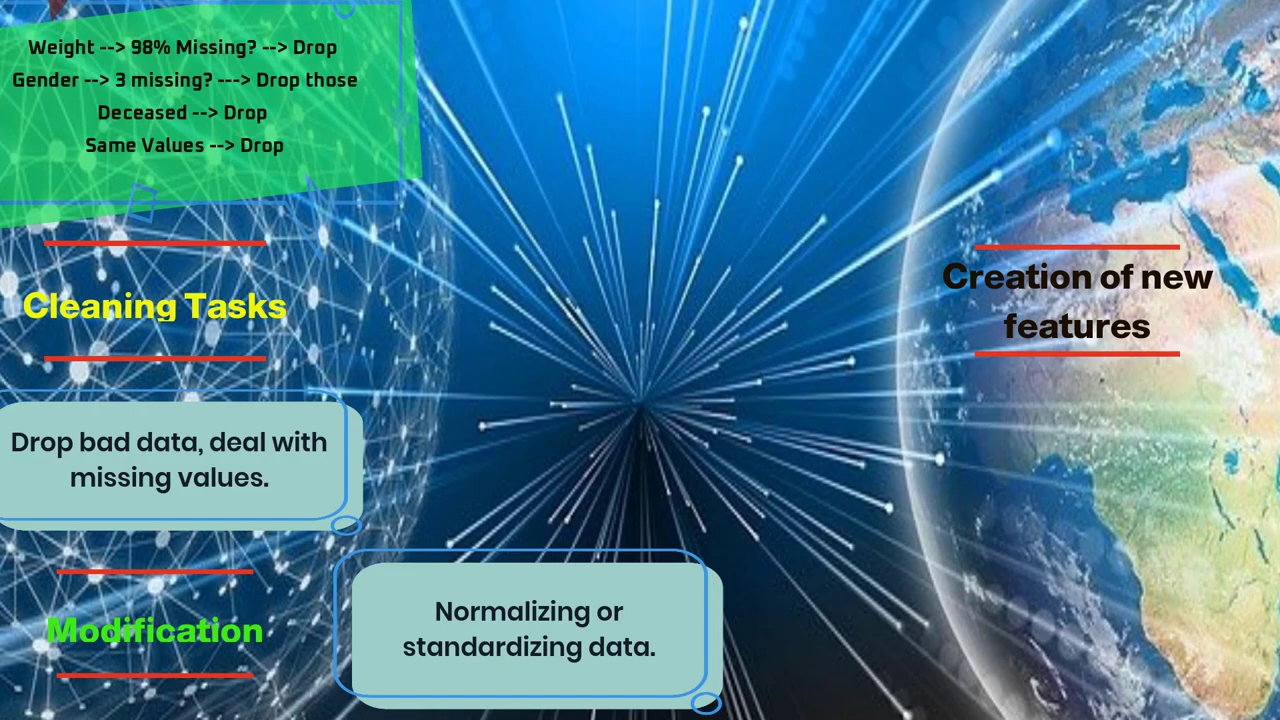 Weight --> 98% Missing? --> Drop
Gender --> 3 missing? ---> Drop those
Deceased --> Drop
Same Values --> Drop
Cleaning Tasks
Drop bad data, deal with
missing values.
Modification
Normalizing or
standardizing data.
Creation of new
features